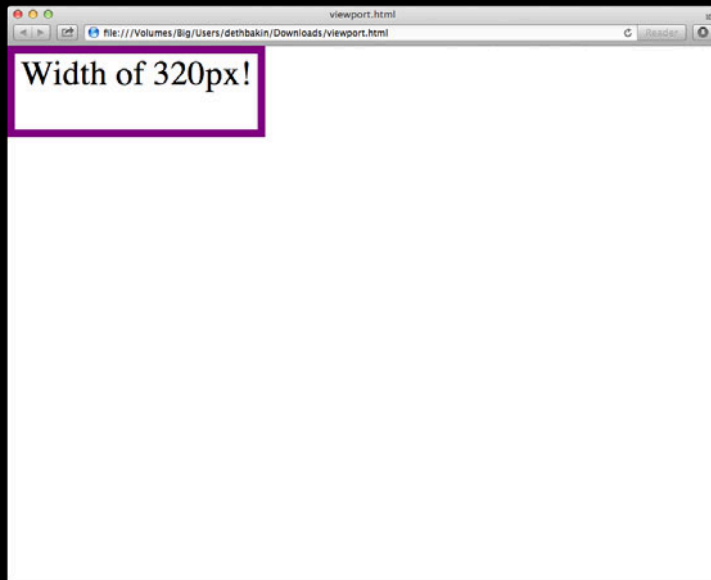 viewport.html
file:///Volumes/Big/Users/dethbakin/Downloads/viewport.html
Reader
Width of 320px!